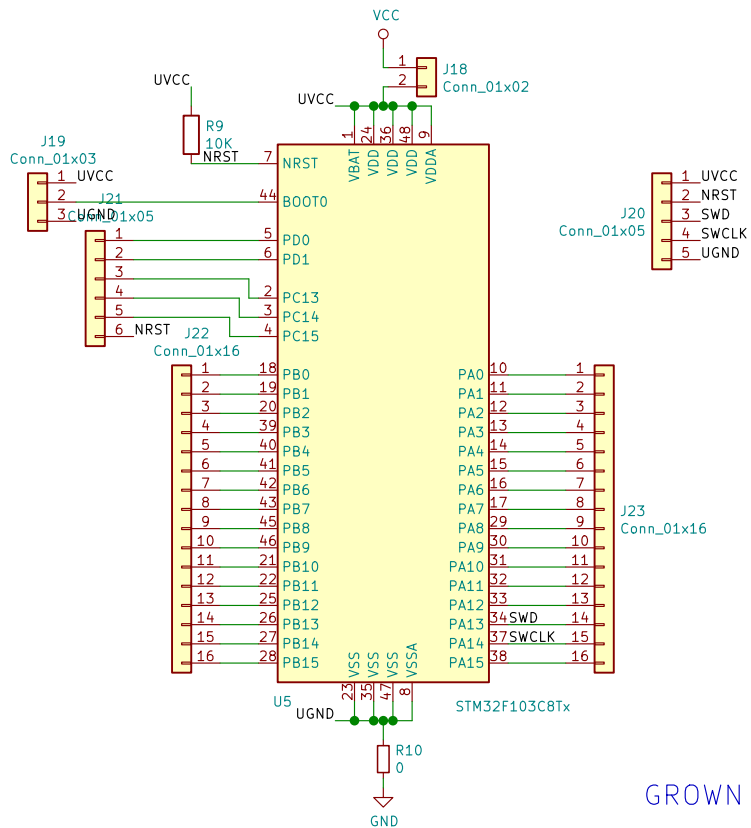 VCC
1 J18
2 Conn_01x02
UVCC
UVCC
1 24 36 48 9
VBAT VDD VDD VDD VDDA
R9
10K
NRST 7 NRST
J19
Conn_01x03
1 UVCC
2 44 BOOT0
3 UGND
J21
Conn_01x05
1 5 PD0
2 6 PD1
3 2 PC13
4 3 PC14
5 4 PC15
6 NRST
J20
Conn_01x05
1 UVCC
2 NRST
3 SWD
4 SWCLK
5 UGND
J22
Conn_01x16
1 18 PB0 PA0 10 1
2 19 PB1 PA1 11 2
3 20 PB2 PA2 12 3
4 39 PB3 PA3 13 4
5 40 PB4 PA4 14 5
6 41 PB5 PA5 15 6
7 42 PB6 PA6 16 7
8 43 PB7 PA7 17 8
9 45 PB8 PA8 29 9
10 46 PB9 PA9 30 10
11 21 PB10 PA10 31 11
12 22 PB11 PA11 32 12
13 25 PB12 PA12 33 13
14 26 PB13 PA13 34 SWD 14
15 27 PB14 PA14 37 SWCLK 15
16 28 PB15 PA15 38 16
J23
Conn_01x16
VSS VSS VSS VSSA
23 35 47 8
U5
STM32F103C8Tx
UGND
R10
0
GND
GROWN